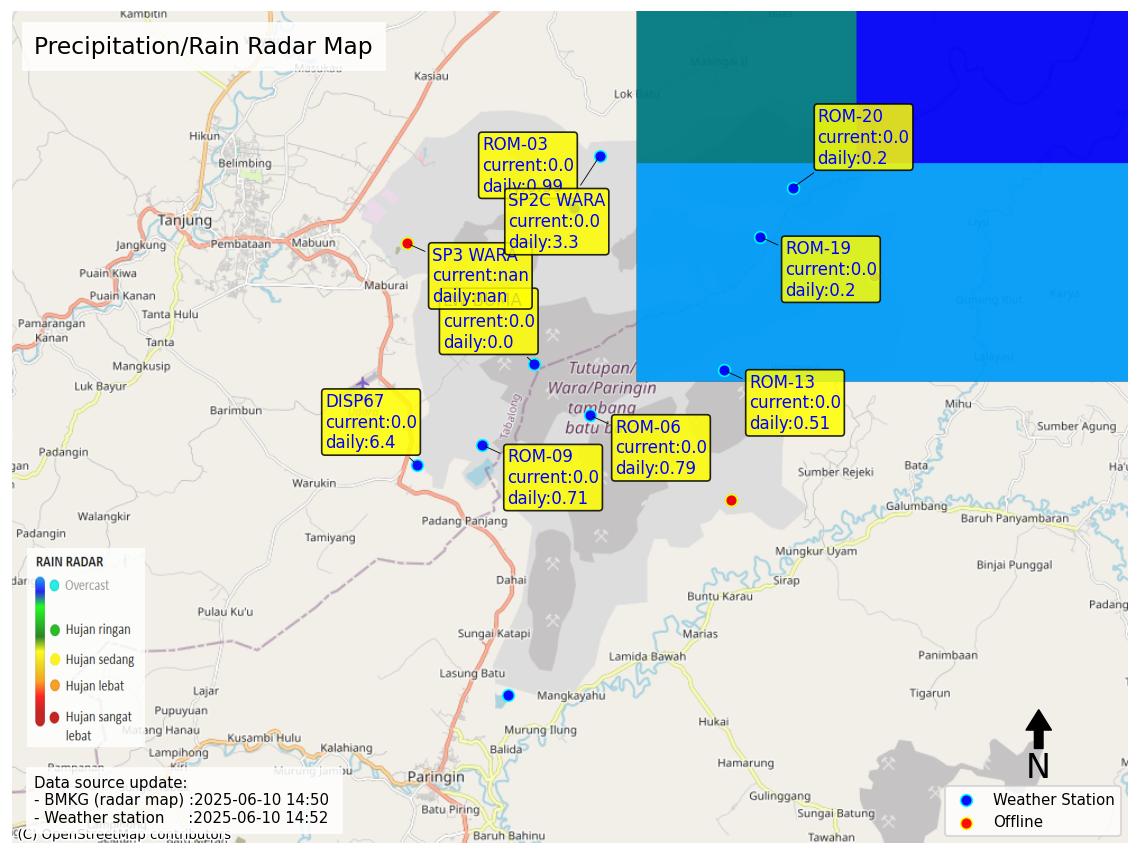 Precipitation/Rain Radar Map
Kambitin
Masukau
Kasiau
Lok Batu
Hikun
Belimbing
Tanjung
Jangkung
Pembataan
Mabuun
Puain Kiwa
Maburai
Puain Kanan
Tanta Hulu
Pamarangan
Kanan
Tanta
Mangkusip
Luk Bayur
Barimbun
Padangin
Warukin
Walangkir
Padangin
Tamiyang
Padang Panjang
Tabalong
Tutupan/
Wara/Paringin
tambang
batu b
ROM-03
current:0.0
daily:0.99
SP2C WARA
current:0.0
daily:3.3
SP3 WARA
current:nan
daily:nan
current:0.0
daily:0.0
ROM-20
current:0.0
daily:0.2
ROM-19
current:0.0
daily:0.2
ROM-13
current:0.0
daily:0.51
DISP67
current:0.0
daily:6.4
ROM-06
current:0.0
daily:0.79
ROM-09
current:0.0
daily:0.71
Mihu
Sumber Agung
Sumber Rejeki
Bata
Galumbang
Baruh Panyambaran
Mungkur Uyam
Binjai Punggal
Sirap
Buntu Karau
Padang
Dahai
Pulau Ku'u
Sungai Katapi
Marias
Lamida Bawah
Panimbaan
Lasung Batu
Lajar
Tigarun
Mangkayahu
Pupuyuan
Hukai
Matang Hanau
Murung Ilung
Kusambi Hulu
Lampihong
Kalahiang
Balida
Hamarung
Kiri
Pampanan
Murung Jambu
Paringin
Gulinggang
Batu Piring
Sungai Batung
Baruh Bahinu
Tawahan
RAIN RADAR
Overcast
Hujan ringan
Hujan sedang
Hujan lebat
Hujan sangat
lebat
Data source update:
- BMKG (radar map) :2025-06-10 14:50
- Weather station :2025-06-10 14:52
(C) OpenStreetMap contributors
N
Weather Station
Offline